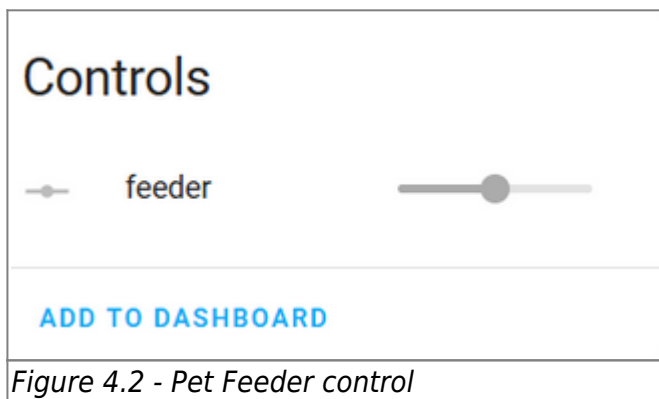 Controls
feeder
ADD TO DASHBOARD
Figure 4.2 - Pet Feeder control